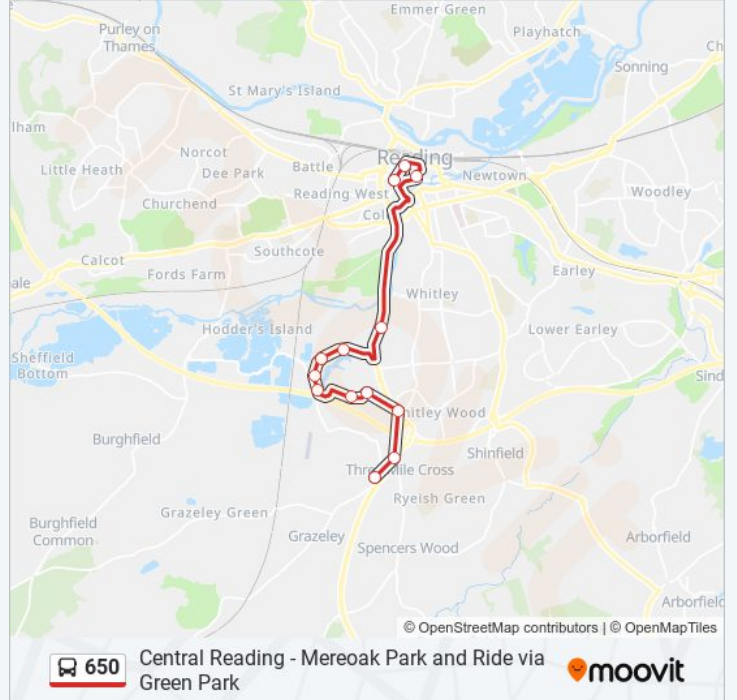 Emmer Green
Purley on
Thames
Playhatch
Ch
Sonning
St Mary's Island
lham
Norcot
Battle
Reading
Little Heath
Dee Park
Newtown
Reading West
Woodley
Churchend
Col
Southcote
Calcot
Earley
Fords Farm
ale
Whitley
Hodder's Island
Lower Earley
Sheffield
Bottom
Sind
hitley Wood
Burghfield
Shinfield
Three Mile Cross
Ryeish Green
Grazeley Green
Burghfield
Common
Grazeley
Spencers Wood
Arborfield
Arborfield
© OpenStreetMap contributors | © OpenMapTiles
650
Central Reading - Mereoak Park and Ride via
Green Park
moovit